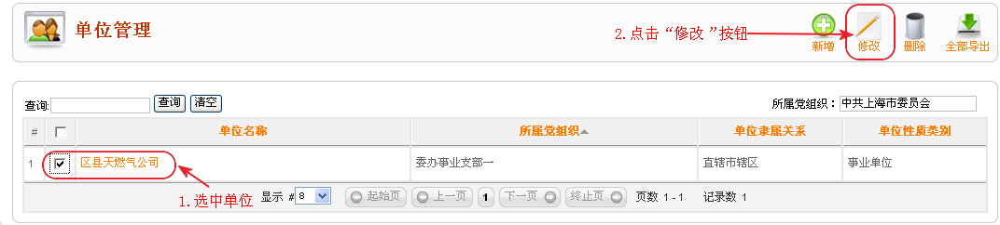 单位管理
2.点击“修改 ”按钮
新增 修改 删除 全部导出
查询: 查询 清空 所属党组织：中共上海市委员会
# 单位名称 所属党组织 单位隶属关系 单位性质类别
1 区县天燃气公司 委办事业支部一 直辖市辖区 事业单位
1.选中单位
显示 # 8 起始页 上一页 1 下一页 终止页 页数 1 - 1 记录数 1